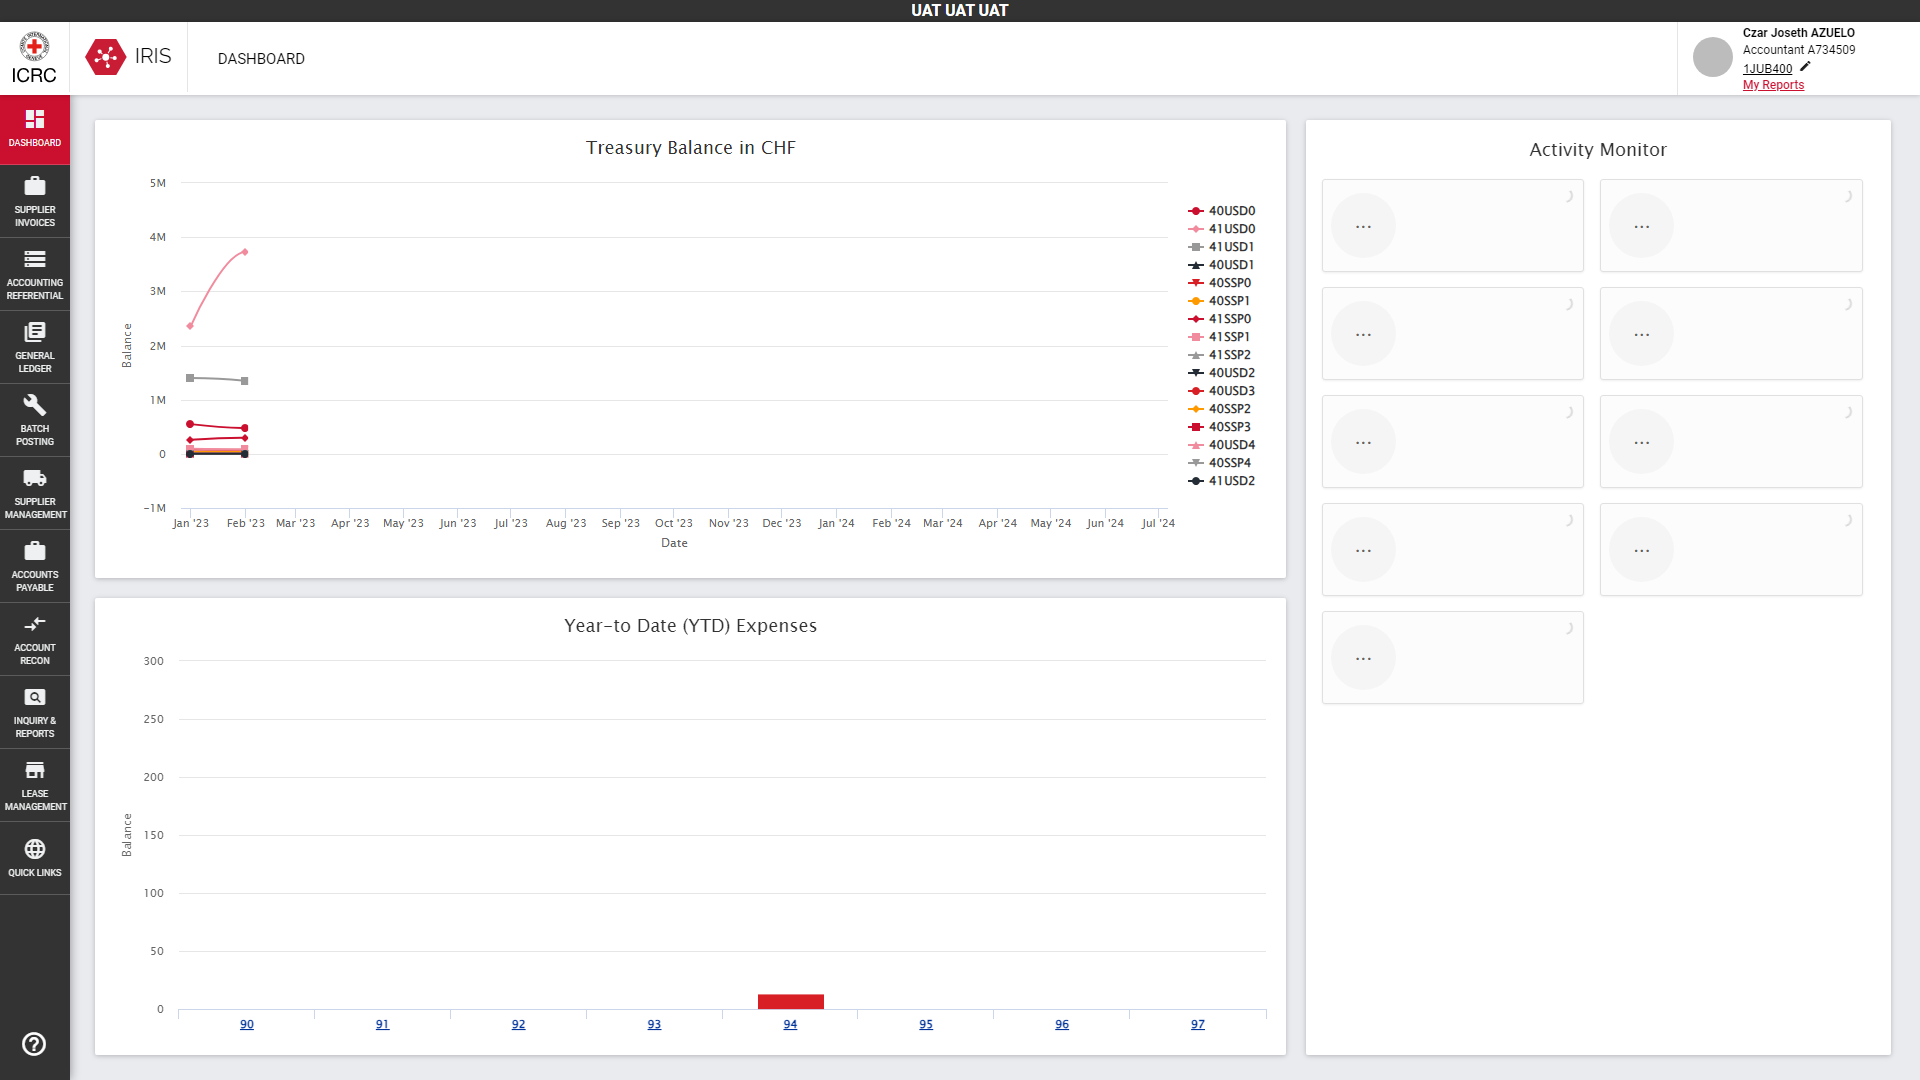 UAT UAT UAT
ICRC
IRIS
DASHBOARD
Czar Joseth AZUELO
Accountant A734509
1JUB400
My Reports
DASHBOARD
SUPPLIER
INVOICES
ACCOUNTING
REFERENTIAL
GENERAL
LEDGER
BATCH
POSTING
SUPPLIER
MANAGEMENT
ACCOUNTS
PAYABLE
ACCOUNT
RECON
INQUIRY &
REPORTS
LEASE
MANAGEMENT
QUICK LINKS
Treasury Balance in CHF
5M
4M
3M
2M
1M
0
-1M
Balance
Jan '23 Feb '23 Mar '23 Apr '23 May '23 Jun '23 Jul '23 Aug '23 Sep '23 Oct '23 Nov '23 Dec '23 Jan '24 Feb '24 Mar '24 Apr '24 May '24 Jun '24 Jul '24
Date
40USD0
41USD0
41USD1
40USD1
40SSP0
40SSP1
41SSP0
41SSP1
41SSP2
40USD2
40USD3
40SSP2
40SSP3
40USD4
40SSP4
41USD2
Year-to Date (YTD) Expenses
300
250
200
150
100
50
0
Balance
90 91 92 93 94 95 96 97
Activity Monitor
... ...
... ...
... ...
... ...
...